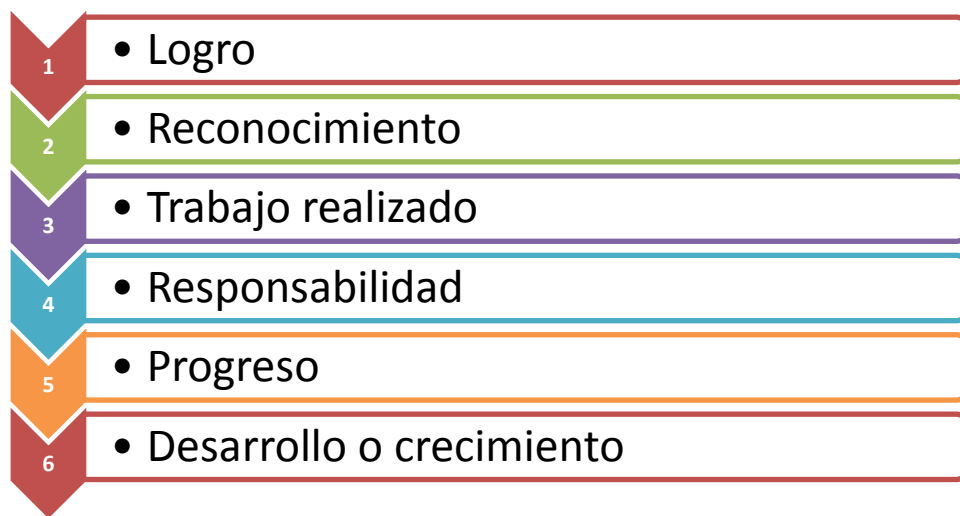 1 • Logro
2 • Reconocimiento
3 • Trabajo realizado
4 • Responsabilidad
5 • Progreso
6 • Desarrollo o crecimiento